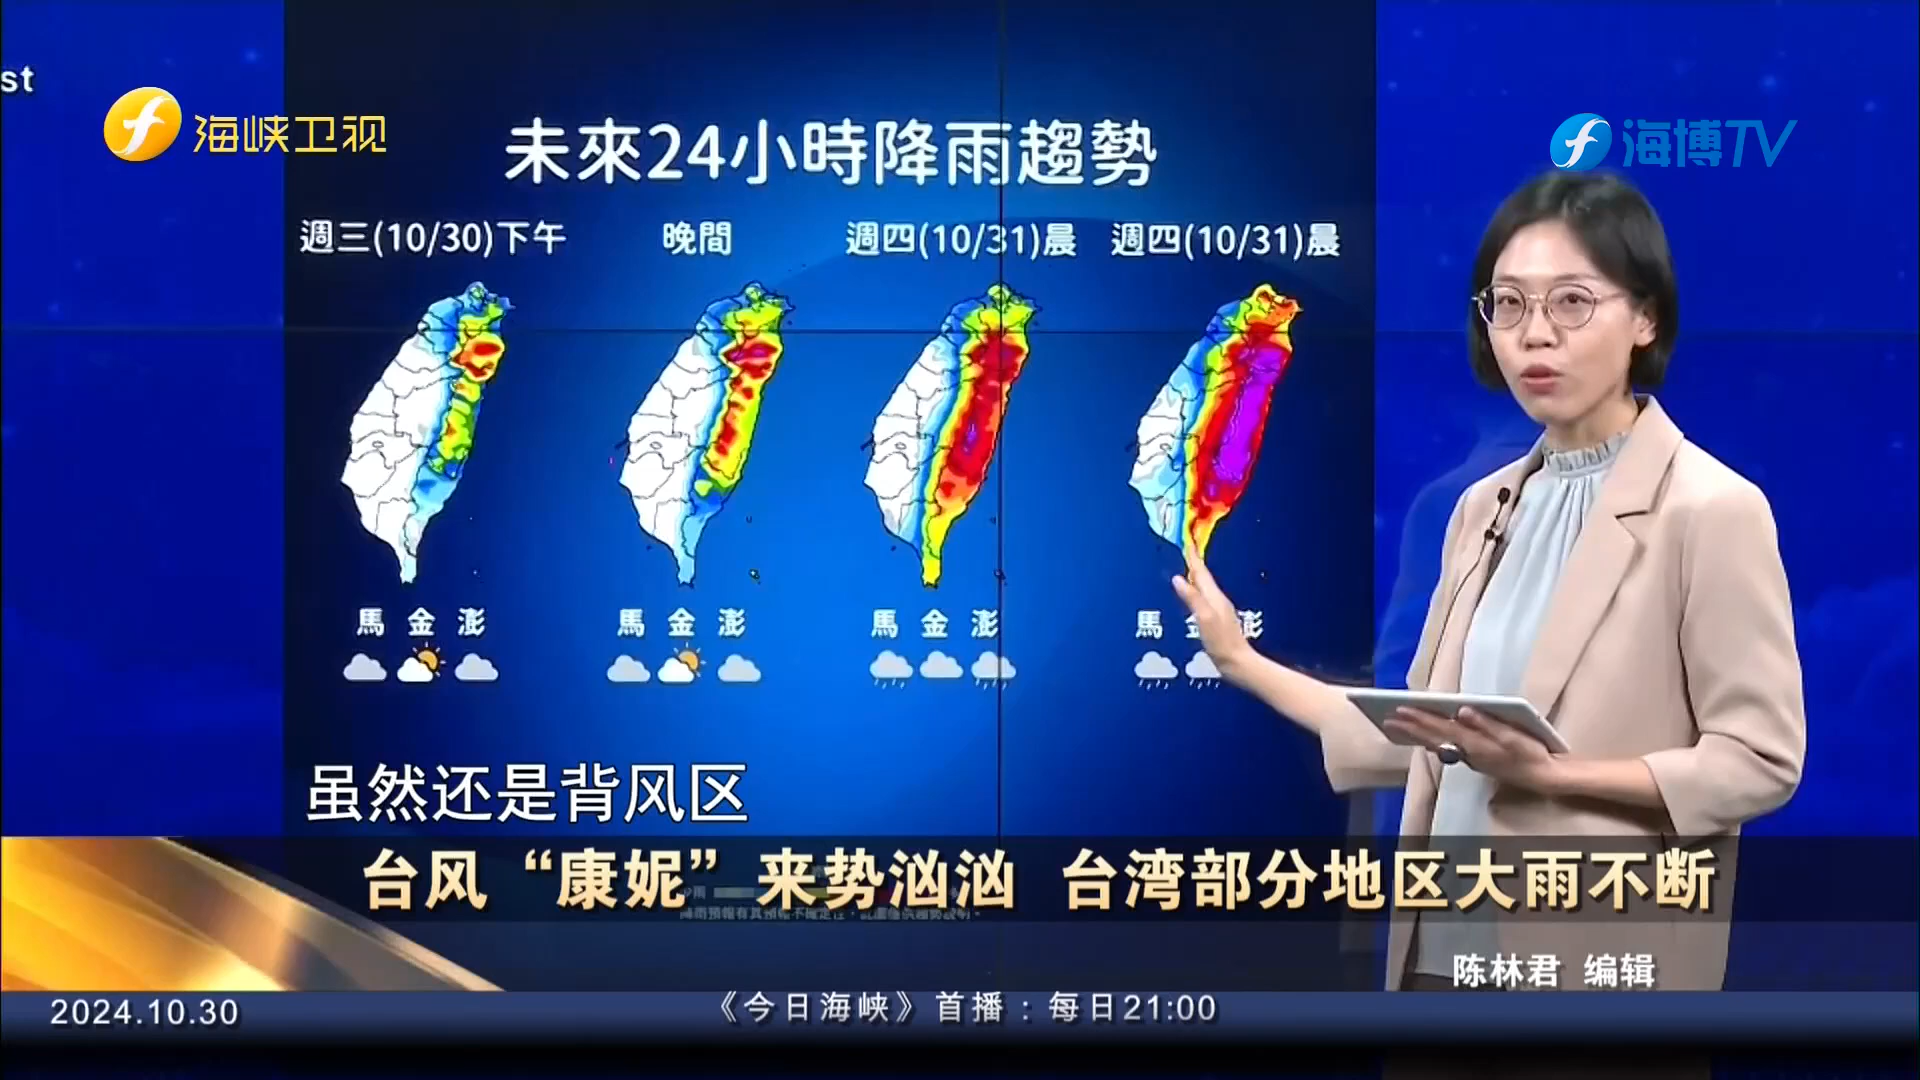 st
海峡卫视
海博TV
未來24小時降雨趨勢
週三(10/30)下午
晚間
週四(10/31)晨
週四(10/31)晨
馬 金 澎
馬 金 澎
馬 金 澎
馬 金 澎
虽然还是背风区
台风“康妮”来势汹汹 台湾部分地区大雨不断
陈林君 编辑
2024.10.30
《今日海峡》首播：每日21:00